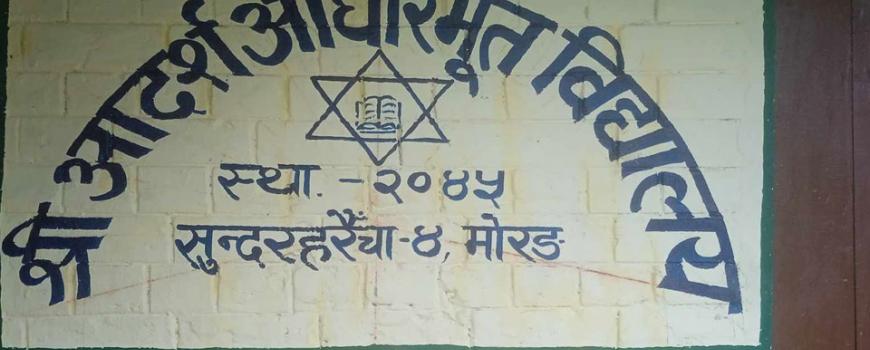 श्री आदर्श आधारभूत विद्यालय
स्था. - २०४५
सुन्दरहरैंचा-४, मोरङ